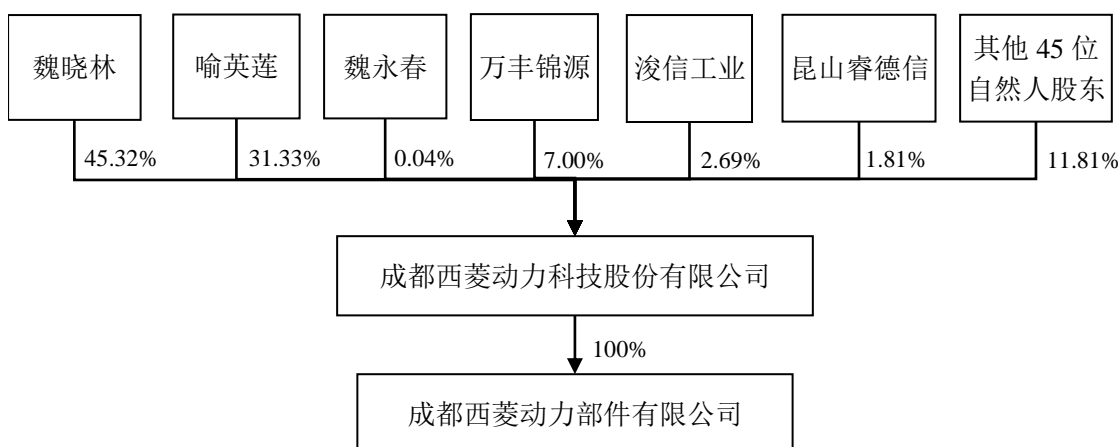 魏晓林
喻英莲
魏永春
万丰锦源
浚信工业
昆山睿德信
其他 45 位
自然人股东
45.32%
31.33%
0.04%
7.00%
2.69%
1.81%
11.81%
成都西菱动力科技股份有限公司
100%
成都西菱动力部件有限公司